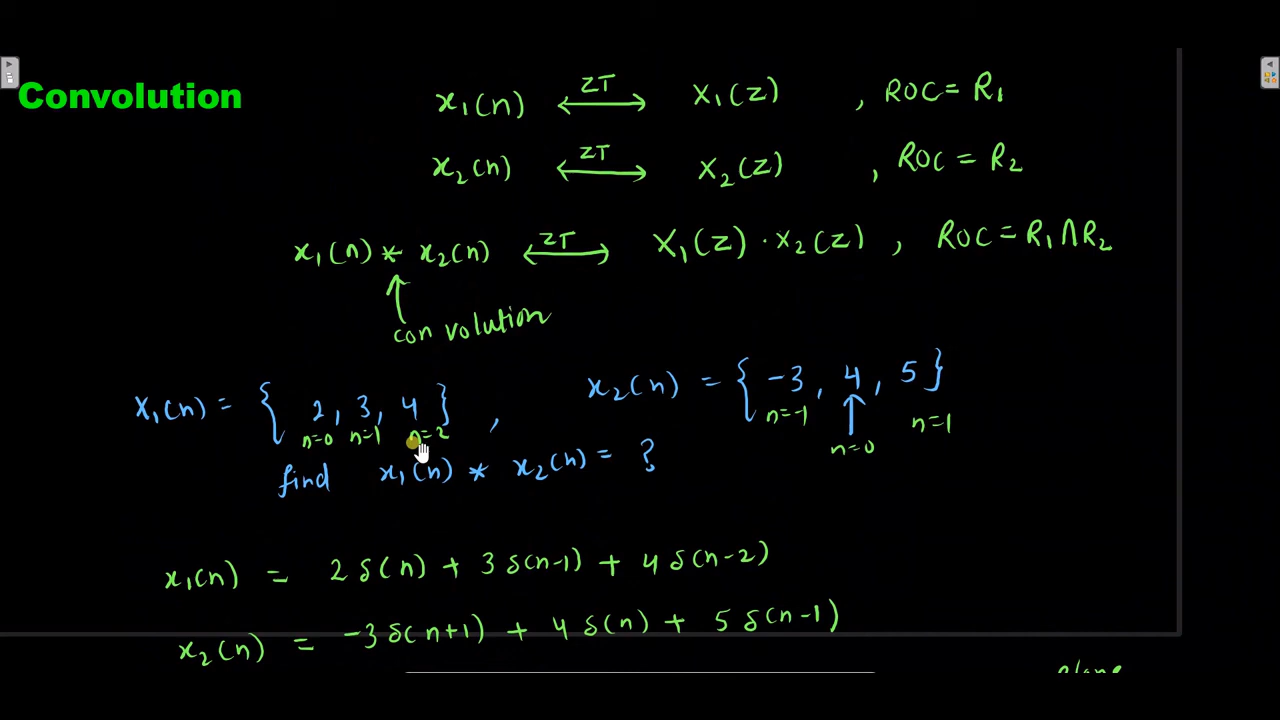 Convolution
x₁(n) ⟷ ZT X₁(z) , ROC = R₁
x₂(n) ⟷ ZT X₂(z) , ROC = R₂
x₁(n) * x₂(n) ⟷ ZT X₁(z) · X₂(z) , ROC = R₁ ∩ R₂
↑
convolution
x₁(n) = { 2, 3, 4 } , x₂(n) = { -3, 4, 5 }
n=0 n=1 n=2 n=-1 ↑ n=1
n=0
find x₁(n) * x₂(n) = ?
x₁(n) = 2 δ(n) + 3 δ(n-1) + 4 δ(n-2)
x₂(n) = -3 δ(n+1) + 4 δ(n) + 5 δ(n-1)
plane